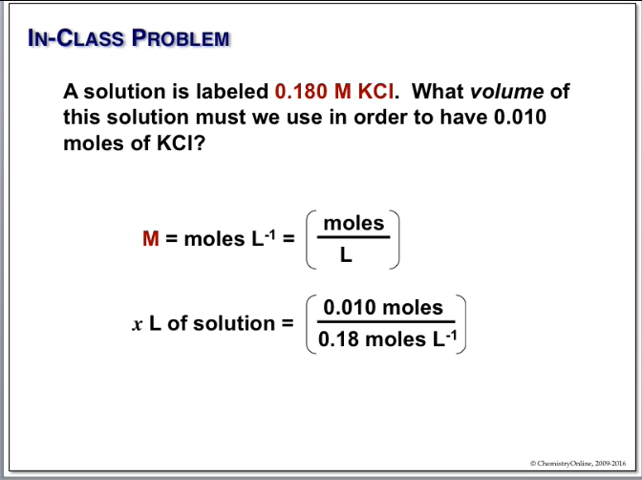 IN-CLASS PROBLEM
A solution is labeled 0.180 M KCl. What volume of
this solution must we use in order to have 0.010
moles of KCl?
M = moles L⁻¹ = (moles / L)
x L of solution = (0.010 moles / 0.18 moles L⁻¹)
© ChemistryOnline, 2009-2016